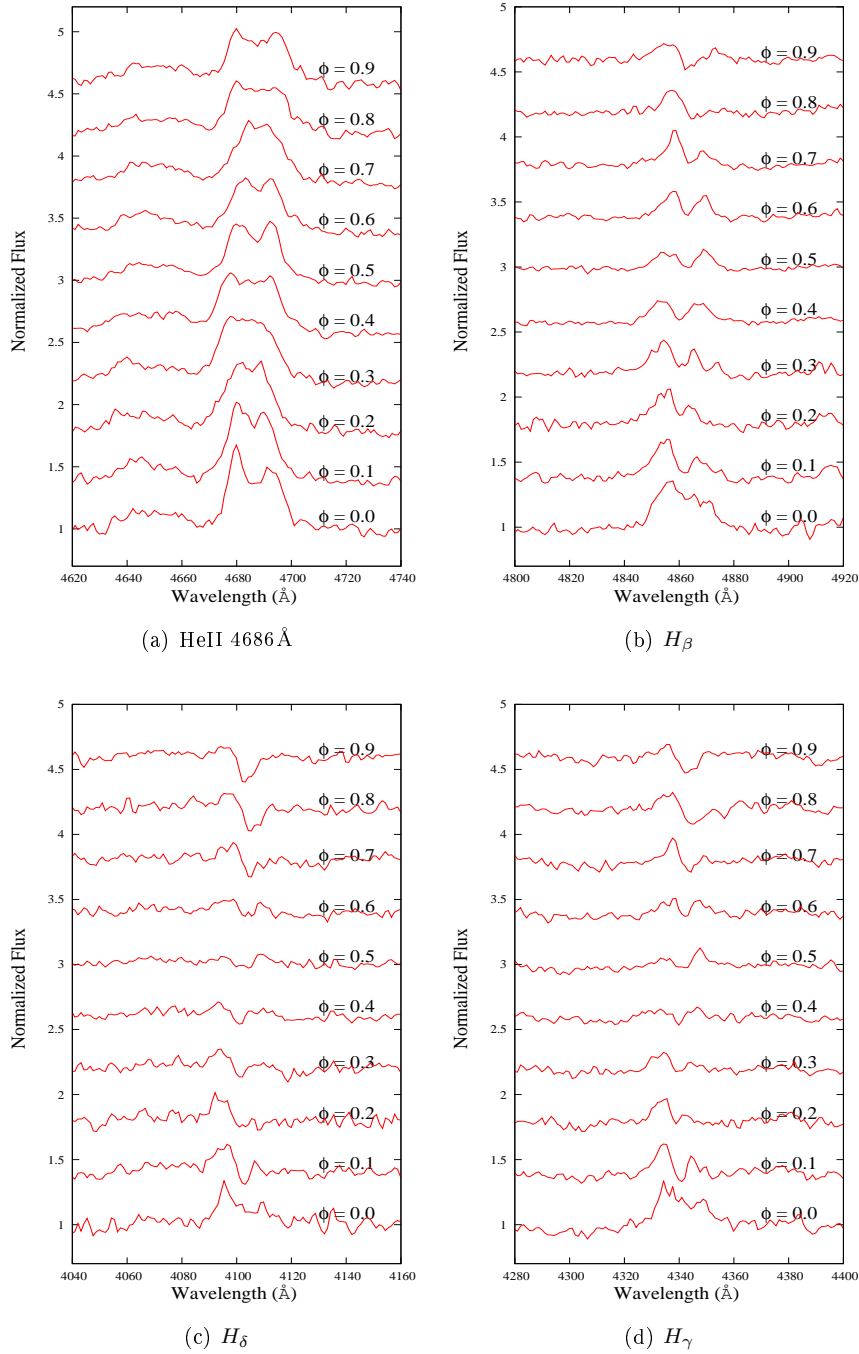 5
4.5
4
3.5
3
2.5
2
1.5
1
Normalized Flux
ϕ = 0.9
ϕ = 0.8
ϕ = 0.7
ϕ = 0.6
ϕ = 0.5
ϕ = 0.4
ϕ = 0.3
ϕ = 0.2
ϕ = 0.1
ϕ = 0.0
4620 4640 4660 4680 4700 4720 4740
Wavelength (Å)
(a) HeII 4686Å
5
4.5
4
3.5
3
2.5
2
1.5
1
Normalized Flux
ϕ = 0.9
ϕ = 0.8
ϕ = 0.7
ϕ = 0.6
ϕ = 0.5
ϕ = 0.4
ϕ = 0.3
ϕ = 0.2
ϕ = 0.1
ϕ = 0.0
4800 4820 4840 4860 4880 4900 4920
Wavelength (Å)
(b) Hβ
5
4.5
4
3.5
3
2.5
2
1.5
1
Normalized Flux
ϕ = 0.9
ϕ = 0.8
ϕ = 0.7
ϕ = 0.6
ϕ = 0.5
ϕ = 0.4
ϕ = 0.3
ϕ = 0.2
ϕ = 0.1
ϕ = 0.0
4040 4060 4080 4100 4120 4140 4160
Wavelength (Å)
(c) Hδ
5
4.5
4
3.5
3
2.5
2
1.5
1
Normalized Flux
ϕ = 0.9
ϕ = 0.8
ϕ = 0.7
ϕ = 0.6
ϕ = 0.5
ϕ = 0.4
ϕ = 0.3
ϕ = 0.2
ϕ = 0.1
ϕ = 0.0
4280 4300 4320 4340 4360 4380 4400
Wavelength (Å)
(d) Hγ